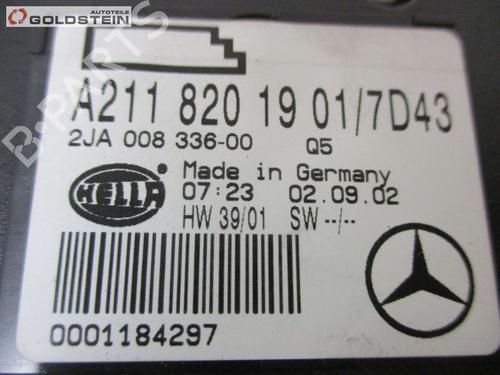 Autoteile
GOLDSTEIN
A211 820 19 01/7D43
2JA 008 336-00 Q5
HELLA
Made in Germany
07:23 02.09.02
HW 39/01 SW --/--
0001184297
B-PARTS